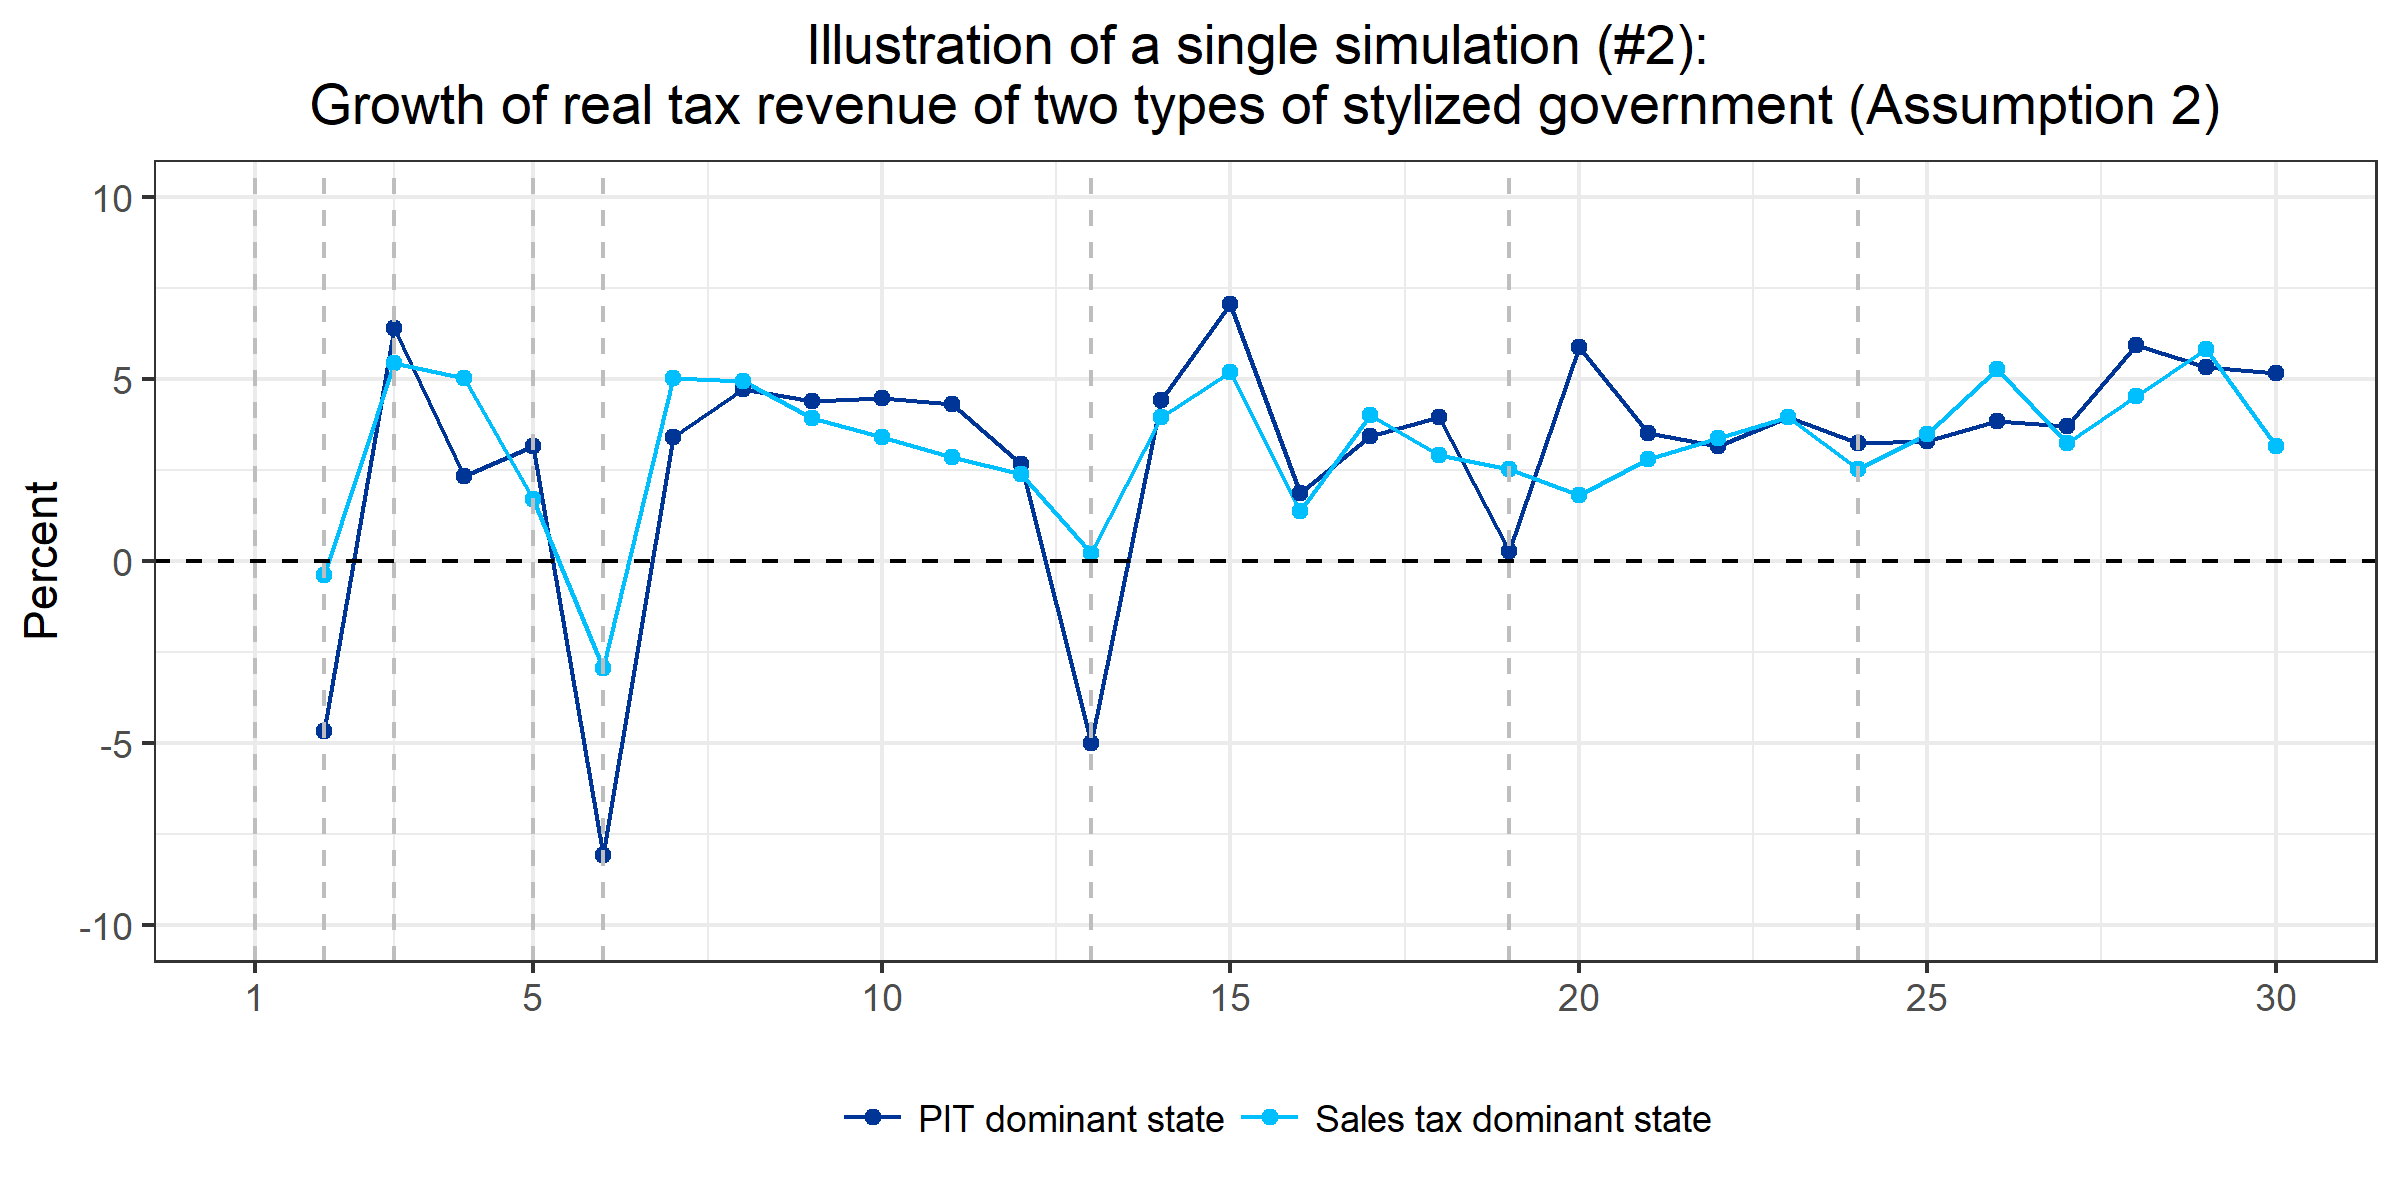 Illustration of a single simulation (#2):
Growth of real tax revenue of two types of stylized government (Assumption 2)
Percent
10
5
0
-5
-10
1 5 10 15 20 25 30
PIT dominant state Sales tax dominant state